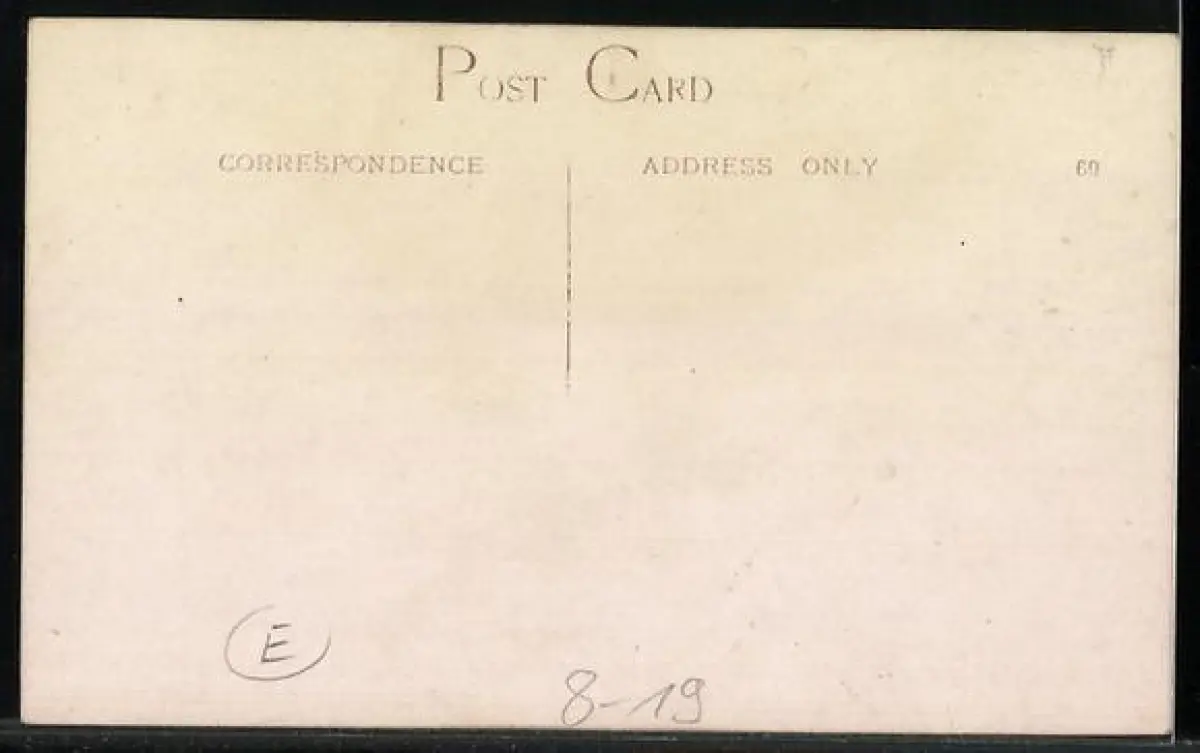 POST CARD
CORRESPONDENCE ADDRESS ONLY 69
E
8-19